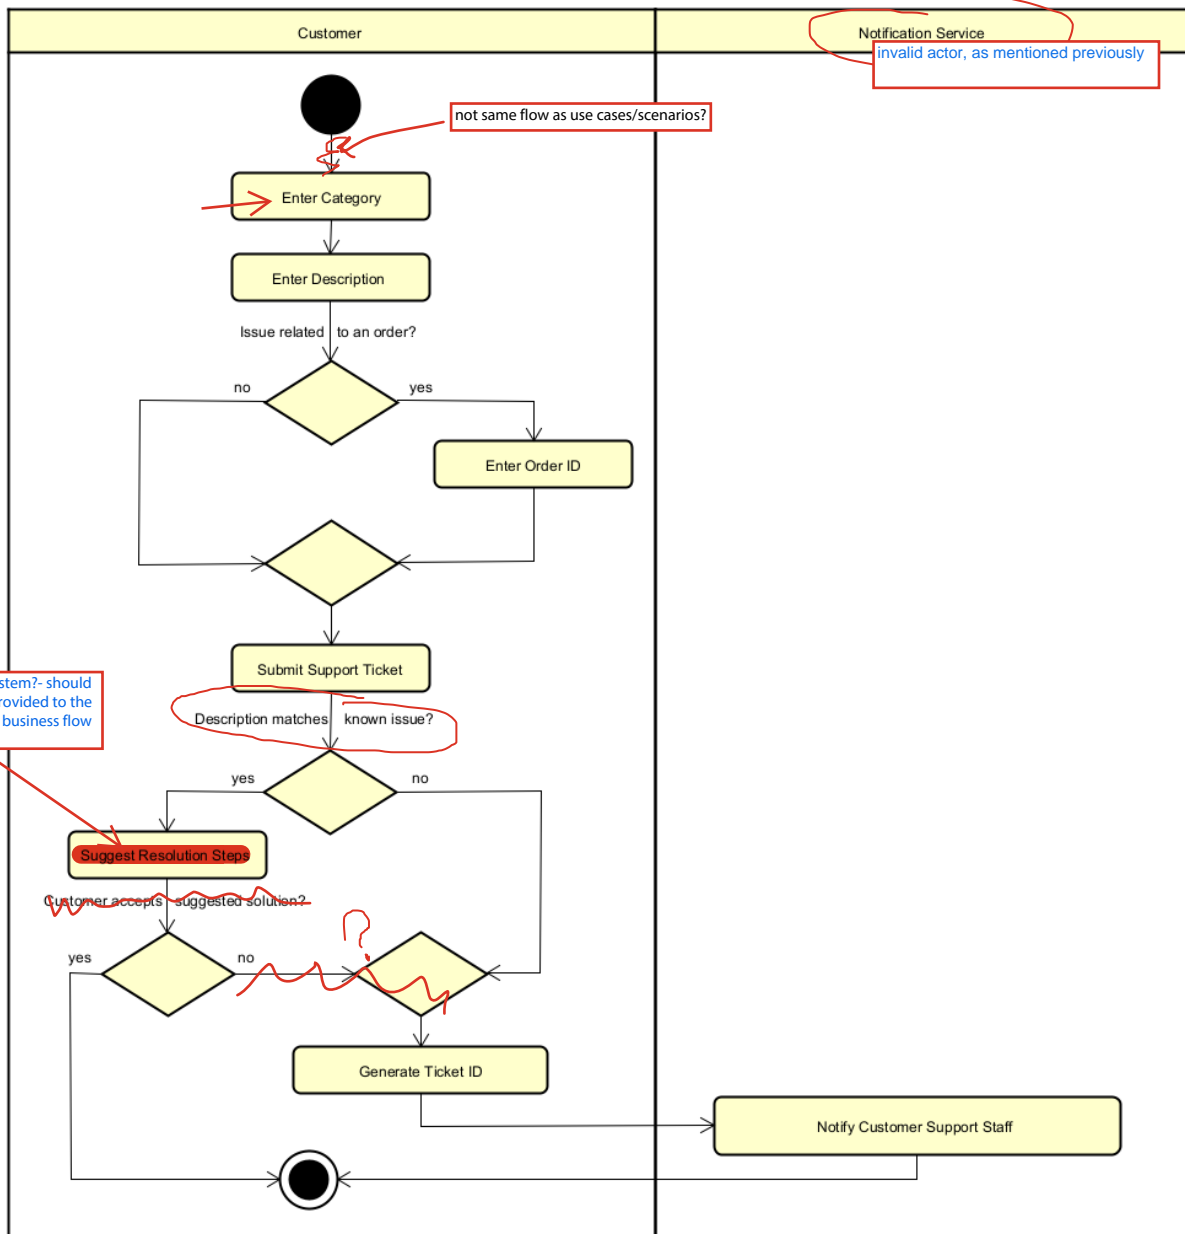 Customer
Notification Service
invalid actor, as mentioned previously
not same flow as use cases/scenarios?
Enter Category
Enter Description
Issue related to an order?
no
yes
Enter Order ID
Submit Support Ticket
stem?- should
rovided to the
business flow
Description matches known issue?
yes
no
Suggest Resolution Steps
Customer accepts suggested solution?
?
yes
no
Generate Ticket ID
Notify Customer Support Staff